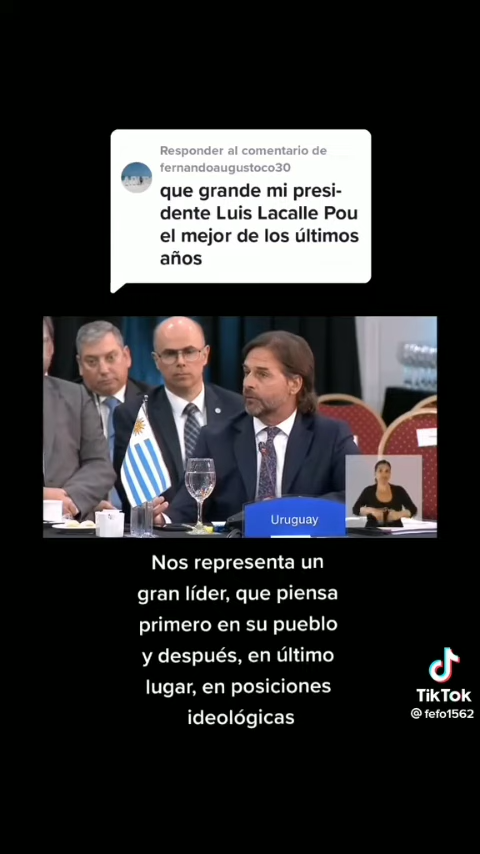 Responder al comentario de
fernandoaugustoco30
que grande mi presi-
dente Luis Lacalle Pou
el mejor de los últimos
años
Uruguay
Nos representa un
gran líder, que piensa
primero en su pueblo
y después, en último
lugar, en posiciones
ideológicas
TikTok
@ fefo1562